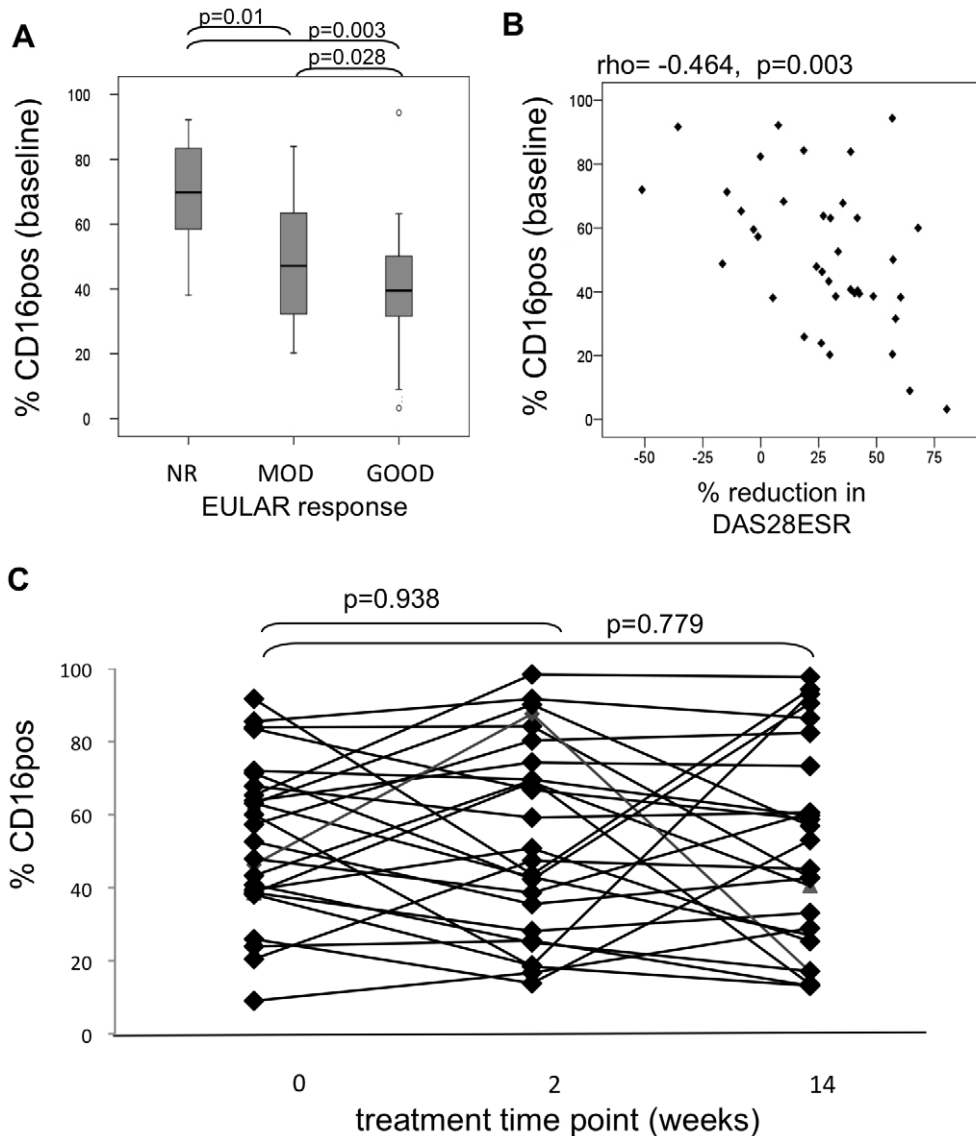 A
p=0.01
p=0.003
p=0.028
% CD16pos (baseline)
100
80
60
40
20
0
NR MOD GOOD
EULAR response
B
rho= -0.464, p=0.003
% CD16pos (baseline)
100
80
60
40
20
0
-50 0 25 50 75
% reduction in
DAS28ESR
C
p=0.938
p=0.779
% CD16pos
100
80
60
40
20
0
0 2 14
treatment time point (weeks)